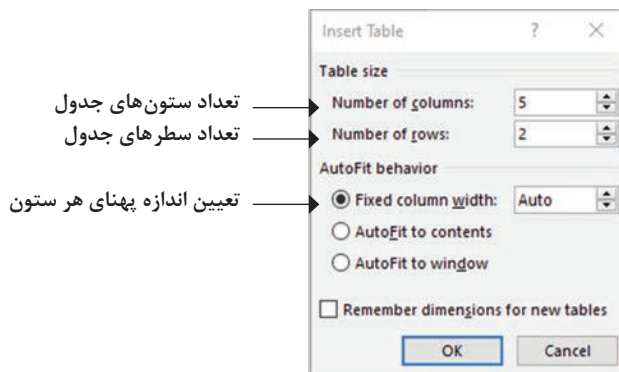 Insert Table ?
Table size
تعداد ستون‌های جدول Number of columns: 5
تعداد سطرهای جدول Number of rows: 2
AutoFit behavior
تعیین اندازه پهنای هر ستون Fixed column width: Auto
AutoFit to contents
AutoFit to window
Remember dimensions for new tables
OK Cancel